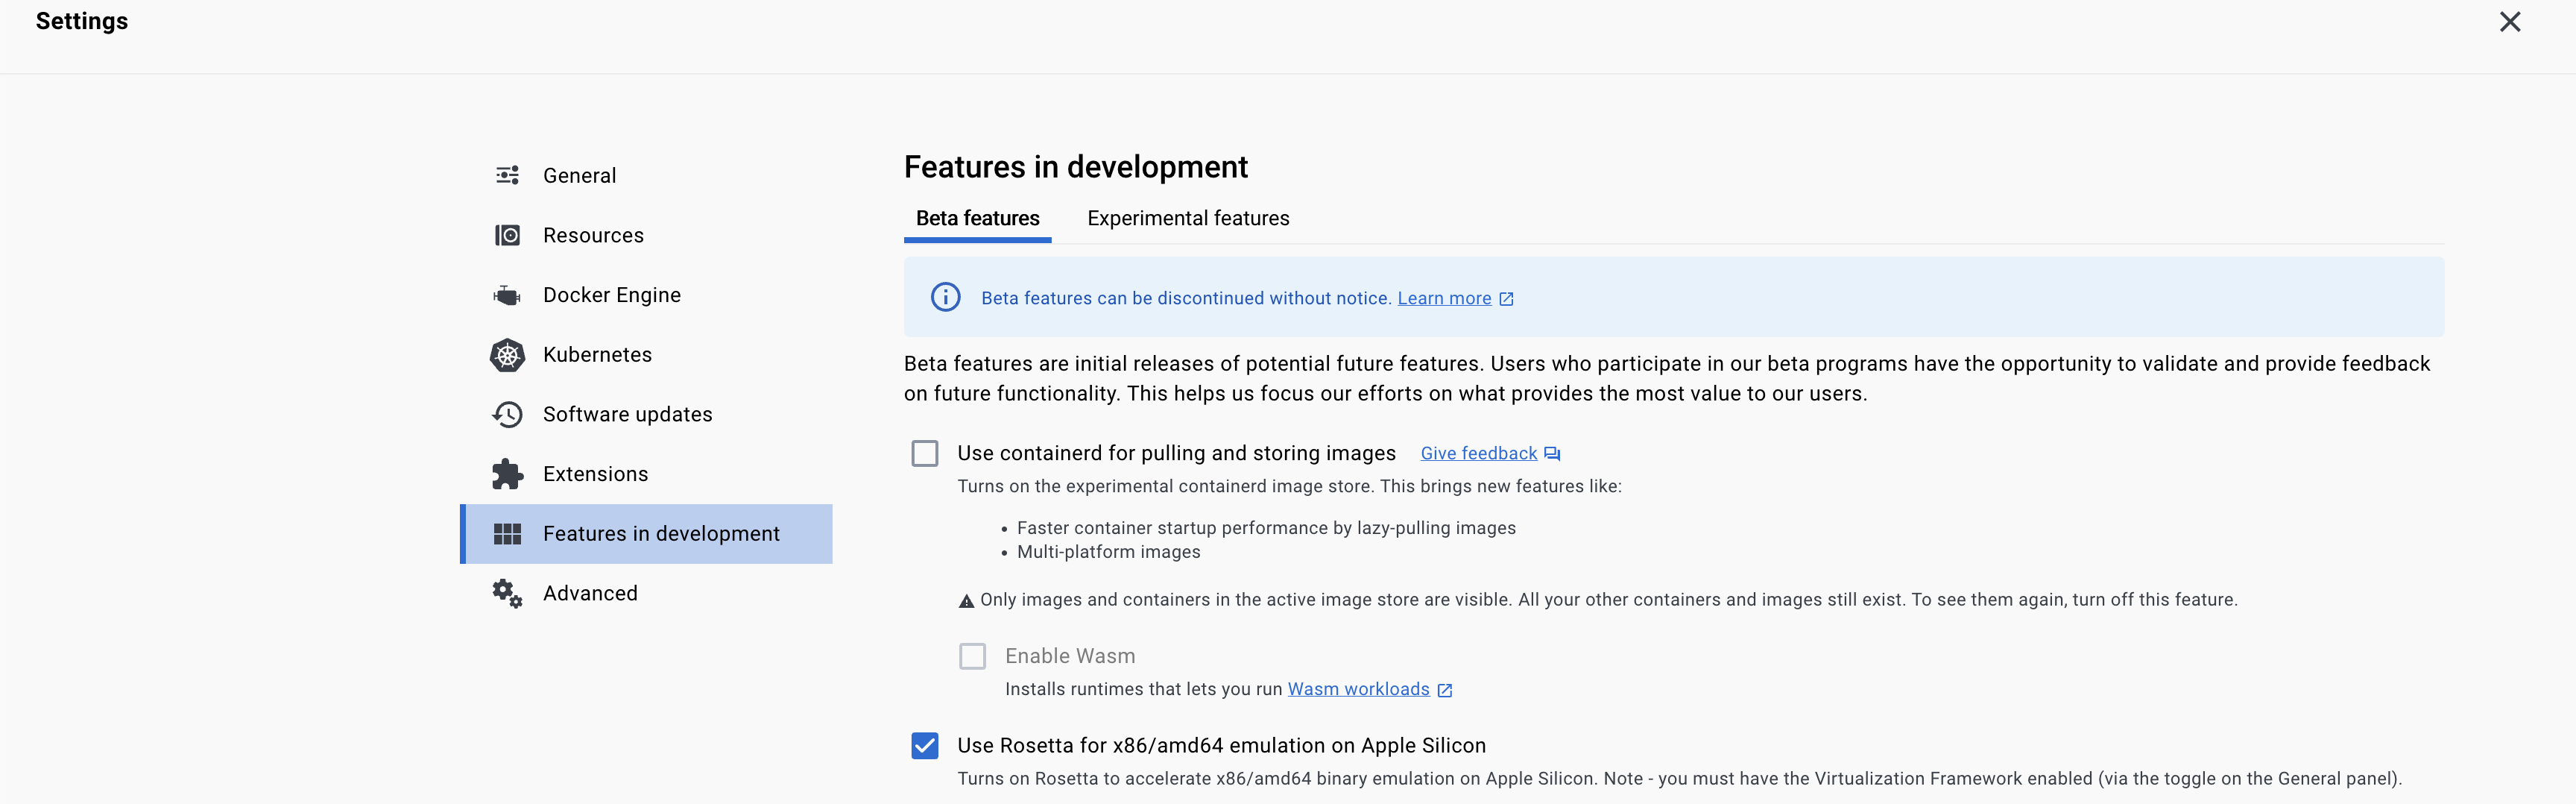 Settings
General
Resources
Docker Engine
Kubernetes
Software updates
Extensions
Features in development
Advanced
Features in development
Beta features Experimental features
Beta features can be discontinued without notice. Learn more
Beta features are initial releases of potential future features. Users who participate in our beta programs have the opportunity to validate and provide feedback
on future functionality. This helps us focus our efforts on what provides the most value to our users.
Use containerd for pulling and storing images Give feedback
Turns on the experimental containerd image store. This brings new features like:
• Faster container startup performance by lazy-pulling images
• Multi-platform images
Only images and containers in the active image store are visible. All your other containers and images still exist. To see them again, turn off this feature.
Enable Wasm
Installs runtimes that lets you run Wasm workloads
Use Rosetta for x86/amd64 emulation on Apple Silicon
Turns on Rosetta to accelerate x86/amd64 binary emulation on Apple Silicon. Note - you must have the Virtualization Framework enabled (via the toggle on the General panel).